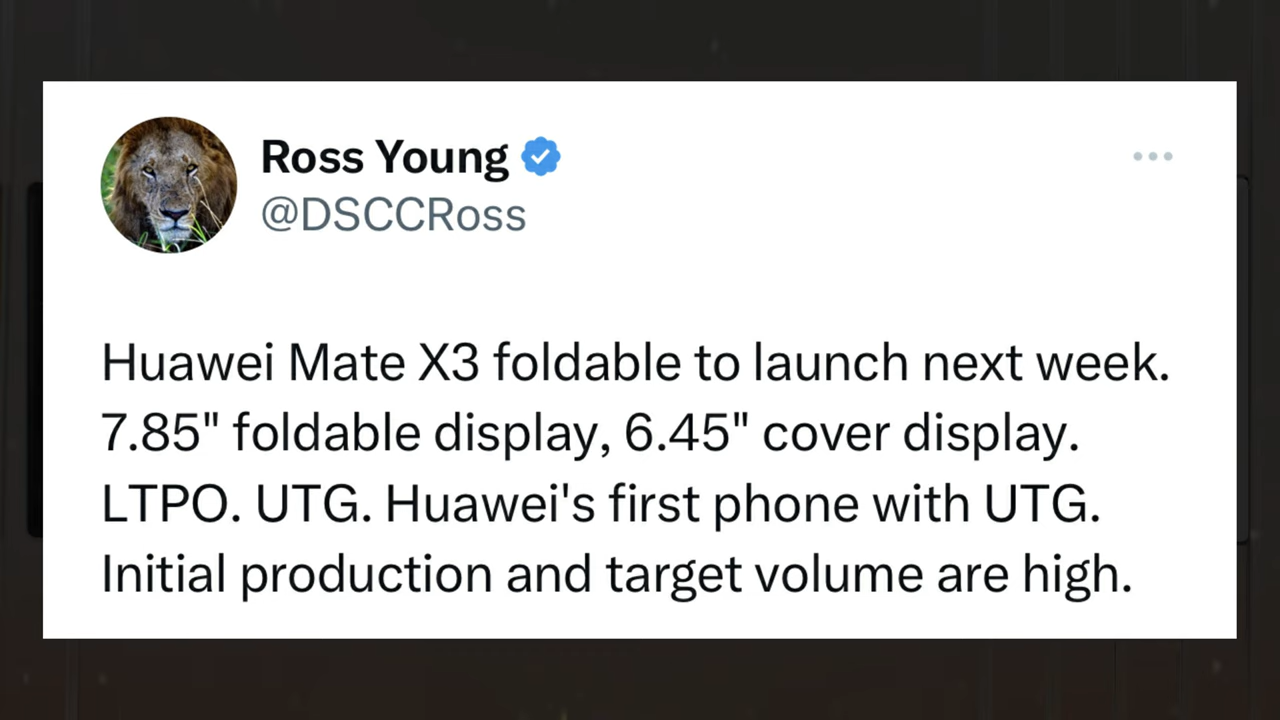 Ross Young
@DSCCRoss
Huawei Mate X3 foldable to launch next week.
7.85" foldable display, 6.45" cover display.
LTPO. UTG. Huawei's first phone with UTG.
Initial production and target volume are high.